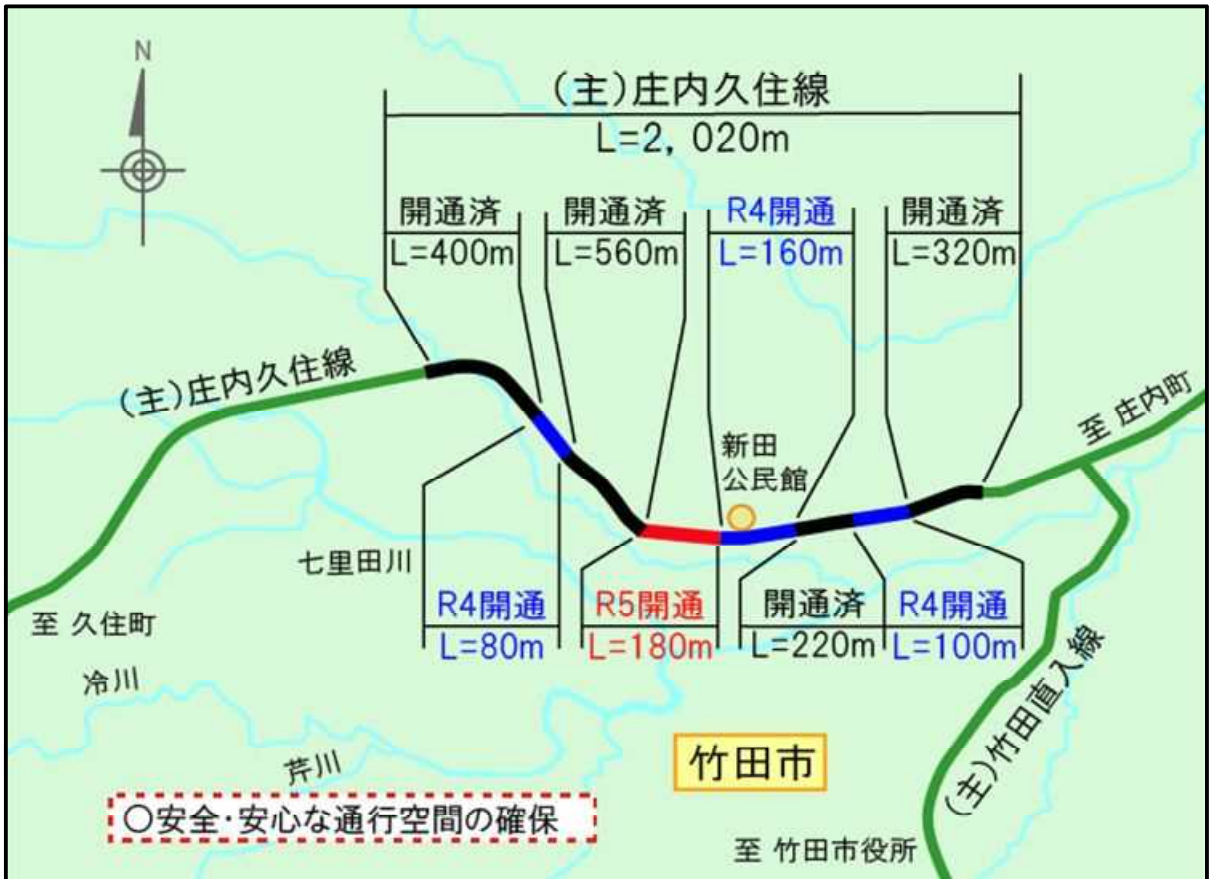 N
(主)庄内久住線
L=2, 020m
開通済
L=400m
開通済
L=560m
R4開通
L=160m
開通済
L=320m
(主)庄内久住線
至 庄内町
新田
公民館
七里田川
R4開通
L=80m
R5開通
L=180m
開通済
L=220m
R4開通
L=100m
至 久住町
冷川
芹川
(主)竹田直入線
竹田市
○安全・安心な通行空間の確保
至 竹田市役所